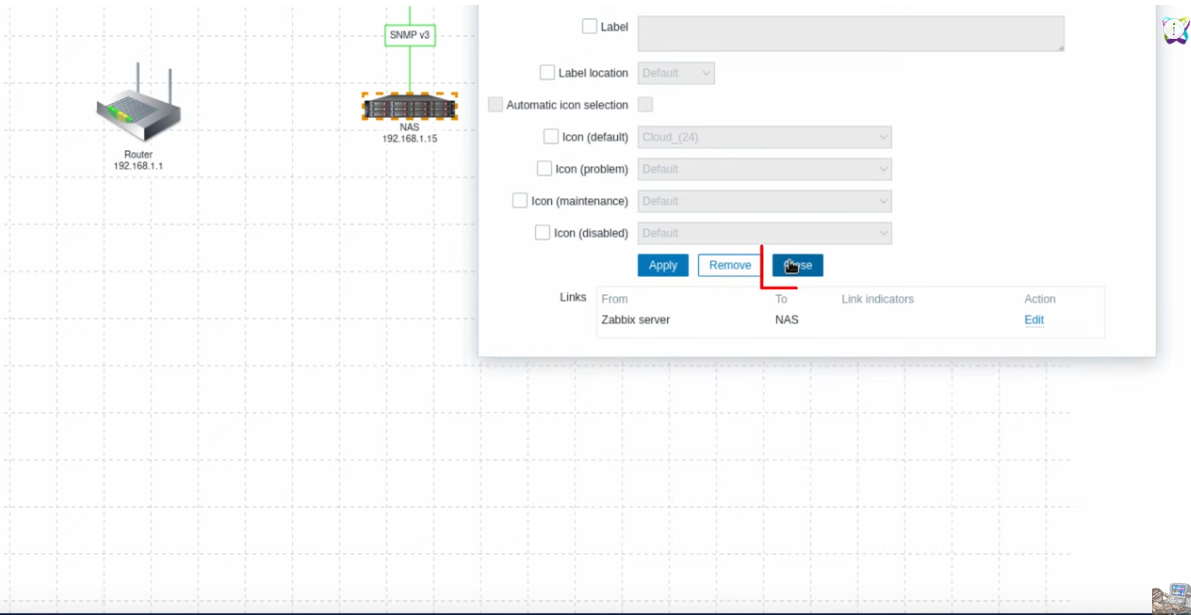 SNMP v3
NAS
192.168.1.15
Router
192.168.1.1
Label
Label location
Default
Automatic icon selection
Icon (default)
Cloud_(24)
Icon (problem)
Default
Icon (maintenance)
Default
Icon (disabled)
Default
Apply
Remove
Links
From
To
Link indicators
Action
Zabbix server
NAS
Edit